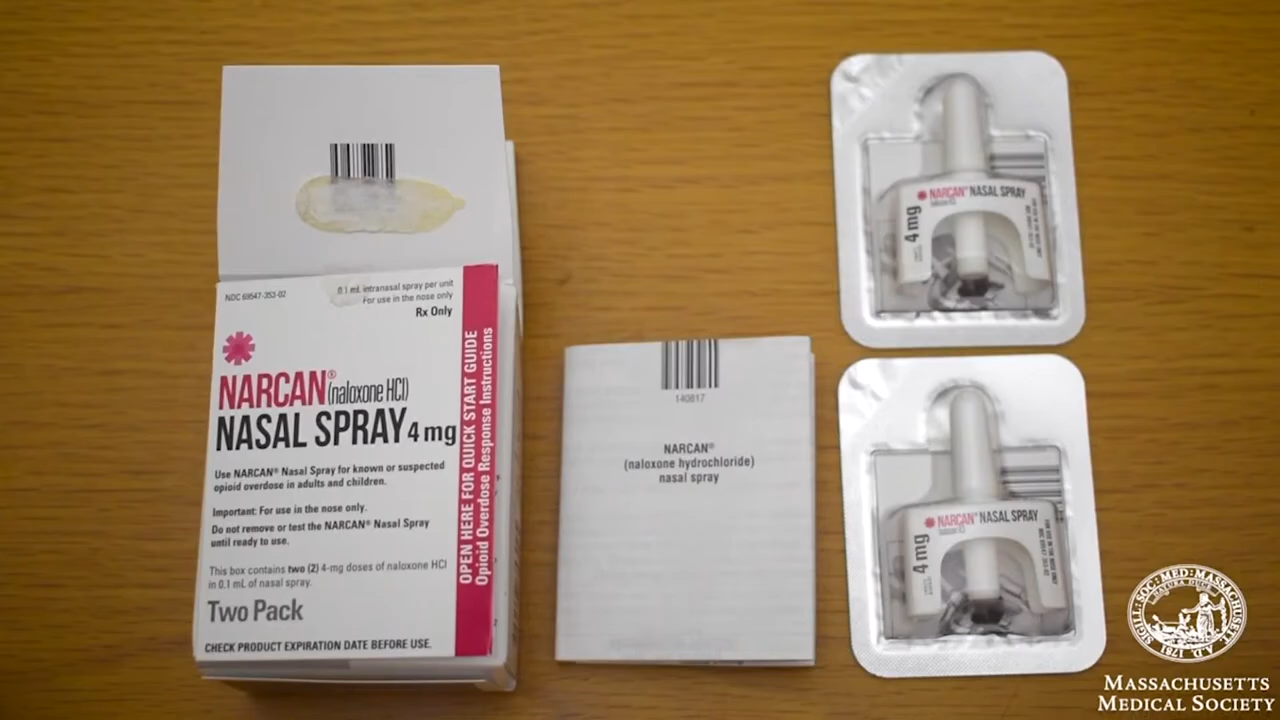 NDC 69547-353-02
0.1 mL intranasal spray per unit
For use in the nose only
Rx Only
NARCAN® (naloxone HCl)
NASAL SPRAY 4 mg
Use NARCAN® Nasal Spray for known or suspected
opioid overdose in adults and children.
Important: For use in the nose only.
Do not remove or test the NARCAN® Nasal Spray
until ready to use.
This box contains two (2) 4-mg doses of naloxone HCl
in 0.1 mL of nasal spray.
Two Pack
CHECK PRODUCT EXPIRATION DATE BEFORE USE.
OPEN HERE FOR QUICK START GUIDE
Opioid Overdose Response Instructions
140817
NARCAN®
(naloxone hydrochloride)
nasal spray
NARCAN® NASAL SPRAY
4 mg
NARCAN® NASAL SPRAY
4 mg
SIGILL: SOC: MED: MASSACHUSETT. A.D. 1781
MASSACHUSETTS
MEDICAL SOCIETY